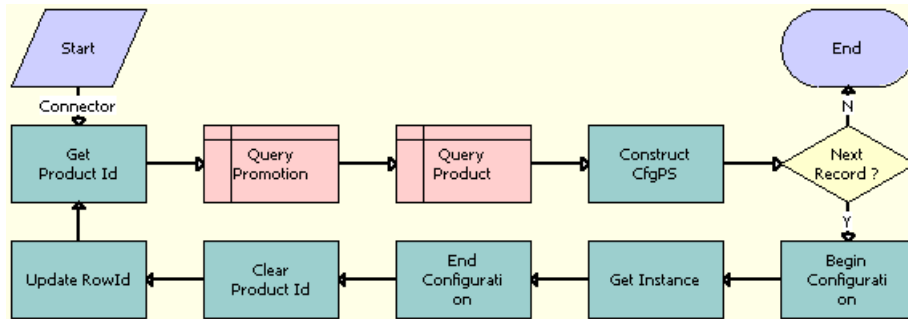 Start
End
Connector
N
Get
Product Id
Query
Promotion
Query
Product
Construct
CfgPS
Next
Record ?
Y
Update RowId
Clear
Product Id
End
Configurati
on
Get Instance
Begin
Configurati
on